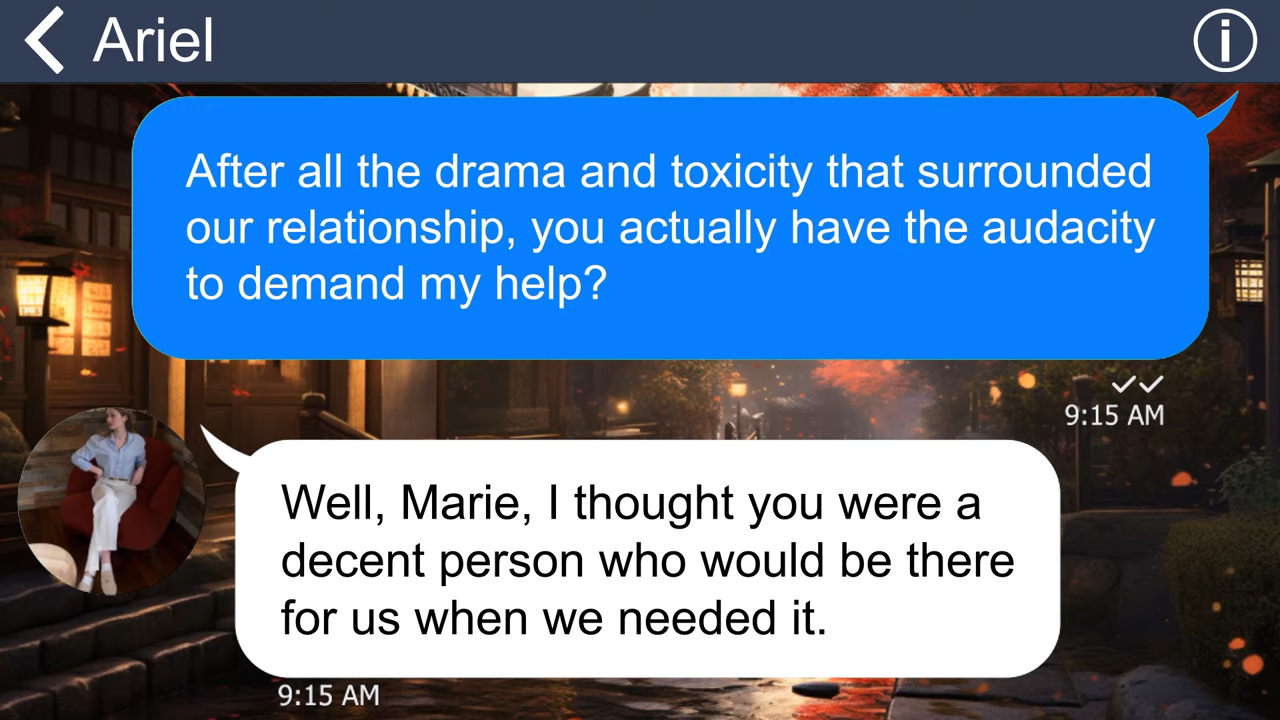 Ariel
After all the drama and toxicity that surrounded
our relationship, you actually have the audacity
to demand my help?
9:15 AM
Well, Marie, I thought you were a
decent person who would be there
for us when we needed it.
9:15 AM